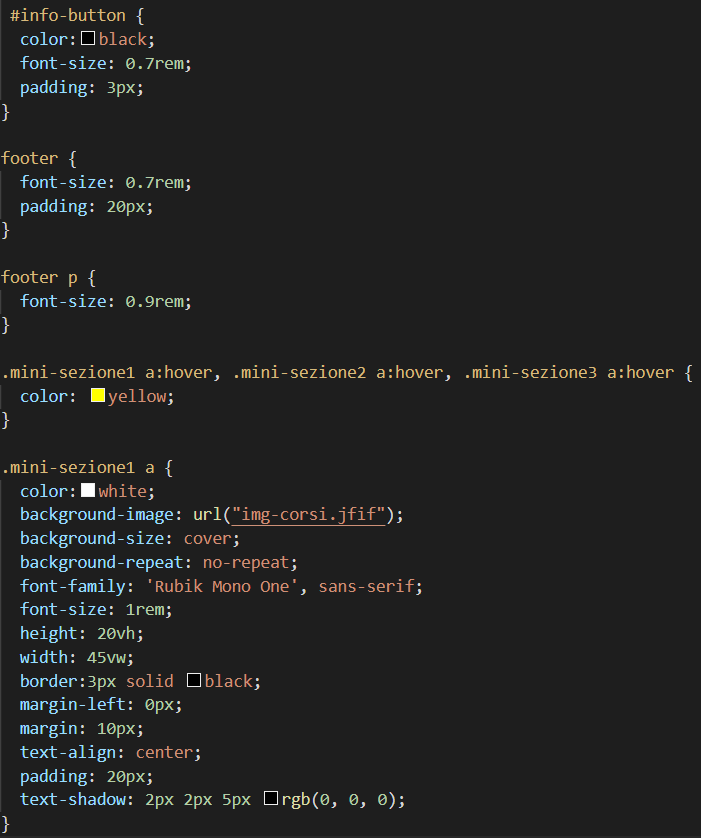 #info-button {
  color: black;
  font-size: 0.7rem;
  padding: 3px;
}

footer {
  font-size: 0.7rem;
  padding: 20px;
}

footer p {
  font-size: 0.9rem;
}

.mini-sezione1 a:hover, .mini-sezione2 a:hover, .mini-sezione3 a:hover {
  color: yellow;
}

.mini-sezione1 a {
  color: white;
  background-image: url("img-corsi.jfif");
  background-size: cover;
  background-repeat: no-repeat;
  font-family: 'Rubik Mono One', sans-serif;
  font-size: 1rem;
  height: 20vh;
  width: 45vw;
  border:3px solid black;
  margin-left: 0px;
  margin: 10px;
  text-align: center;
  padding: 20px;
  text-shadow: 2px 2px 5px rgb(0, 0, 0);
}